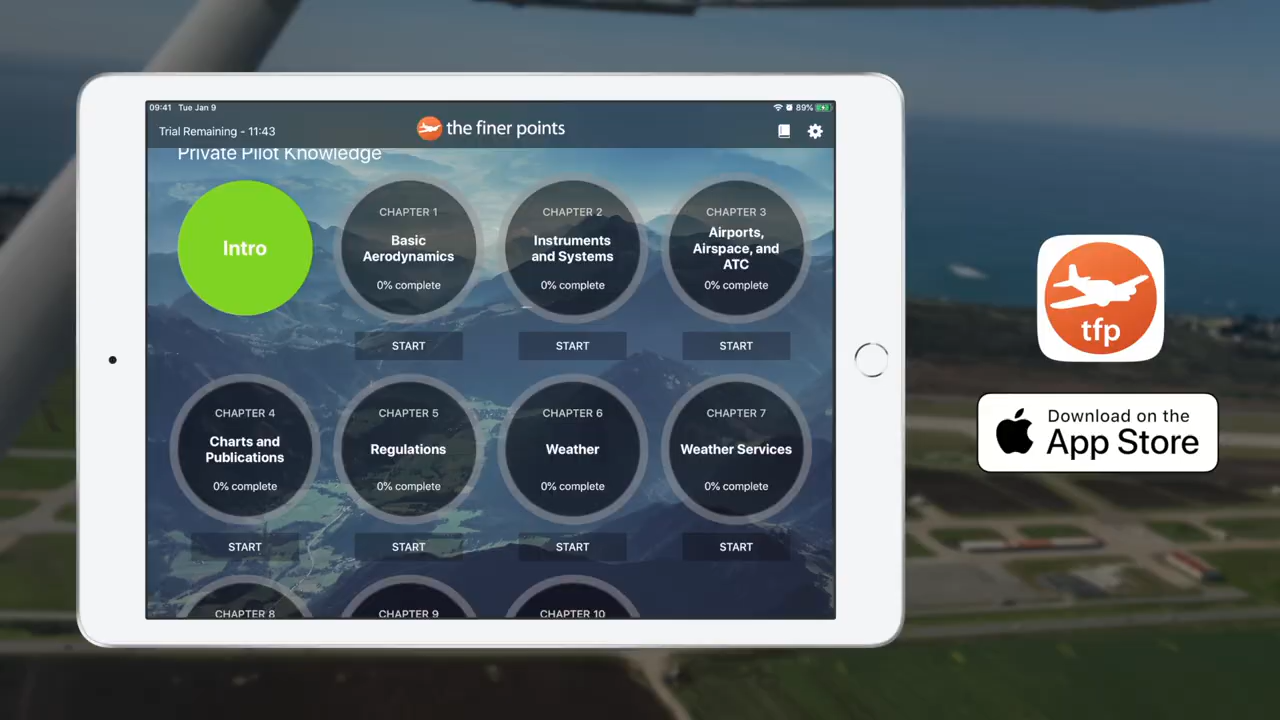 09:41 Tue Jan 9
89%
Trial Remaining - 11:43
the finer points
Private Pilot Knowledge
Intro
CHAPTER 1
Basic
Aerodynamics
0% complete
START
CHAPTER 2
Instruments
and Systems
0% complete
START
CHAPTER 3
Airports,
Airspace, and
ATC
0% complete
START
CHAPTER 4
Charts and
Publications
0% complete
START
CHAPTER 5
Regulations
0% complete
START
CHAPTER 6
Weather
0% complete
START
CHAPTER 7
Weather Services
0% complete
START
CHAPTER 8
CHAPTER 9
CHAPTER 10
tfp
Download on the
App Store